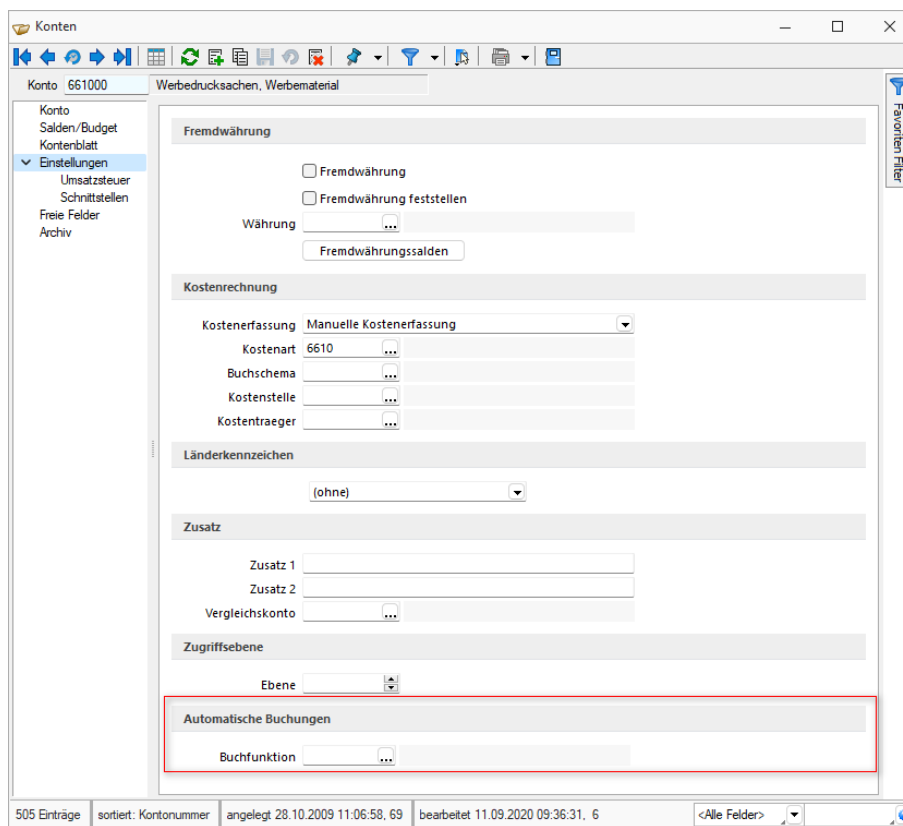 Konten
Konto 661000 Werbedrucksachen, Werbematerial
Konto
Salden/Budget
Kontenblatt
Einstellungen
Umsatzsteuer
Schnittstellen
Freie Felder
Archiv
Fremdwährung
Fremdwährung
Fremdwährung feststellen
Währung ...
Fremdwährungssalden
Kostenrechnung
Kostenerfassung Manuelle Kostenerfassung
Kostenart 6610 ...
Buchschema ...
Kostenstelle ...
Kostentraeger ...
Länderkennzeichen
(ohne)
Zusatz
Zusatz 1
Zusatz 2
Vergleichskonto ...
Zugriffsebene
Ebene
Automatische Buchungen
Buchfunktion ...
Favoriten Filter
505 Einträge sortiert: Kontonummer angelegt 28.10.2009 11:06:58, 69 bearbeitet 11.09.2020 09:36:31, 6 <Alle Felder>